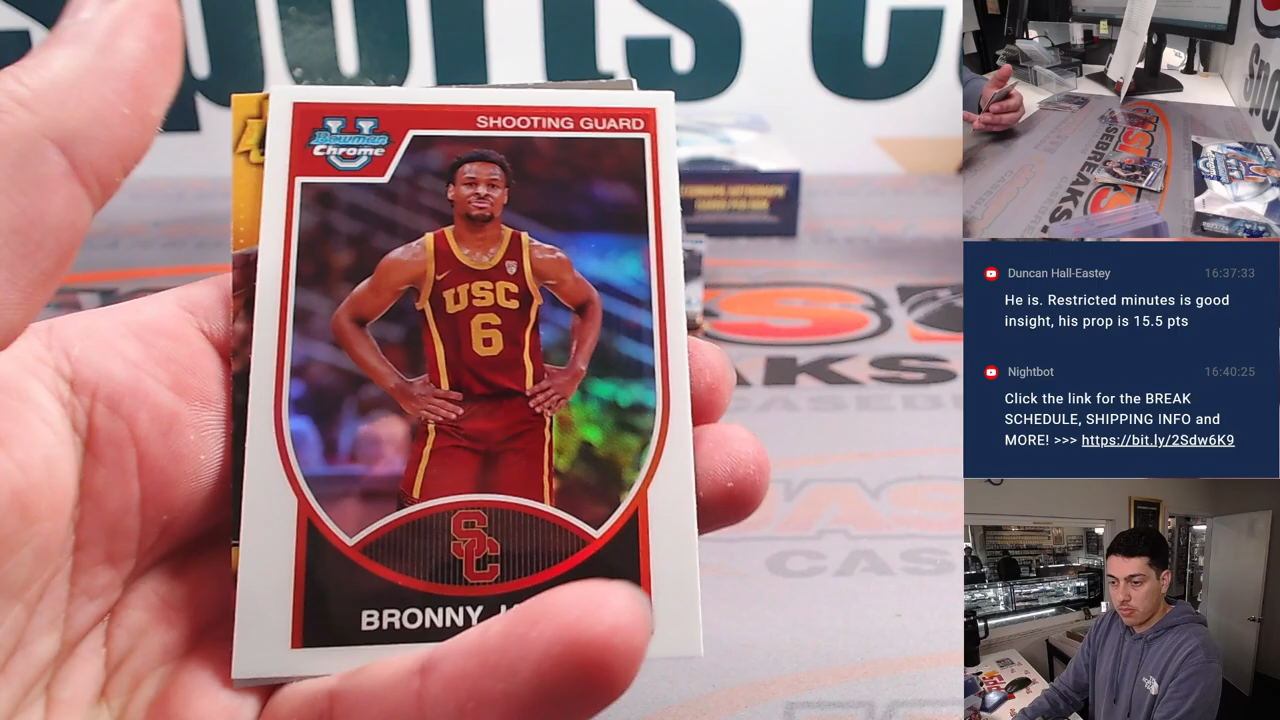 SHOOTING GUARD
Bowman
Chrome
USC
6
SC
BRONNY
CASEBREAKS
Duncan Hall-Eastey 16:37:33
He is. Restricted minutes is good
insight, his prop is 15.5 pts
Nightbot 16:40:25
Click the link for the BREAK
SCHEDULE, SHIPPING INFO and
MORE! >>> https://bit.ly/2Sdw6K9